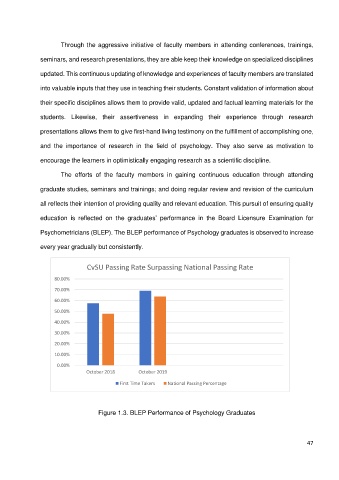 Through the aggressive initiative of faculty members in attending conferences, trainings,
seminars, and research presentations, they are able keep their knowledge on specialized disciplines
updated. This continuous updating of knowledge and experiences of faculty members are translated
into valuable inputs that they use in teaching their students. Constant validation of information about
their specific disciplines allows them to provide valid, updated and factual learning materials for the
students. Likewise, their assertiveness in expanding their experience through research
presentations allows them to give first-hand living testimony on the fulfillment of accomplishing one,
and the importance of research in the field of psychology. They also serve as motivation to
encourage the learners in optimistically engaging research as a scientific discipline.
The efforts of the faculty members in gaining continuous education through attending
graduate studies, seminars and trainings; and doing regular review and revision of the curriculum
all reflects their intention of providing quality and relevant education. This pursuit of ensuring quality
education is reflected on the graduates' performance in the Board Licensure Examination for
Psychometricians (BLEP). The BLEP performance of Psychology graduates is observed to increase
every year gradually but consistently.
CvSU Passing Rate Surpassing National Passing Rate
80.00%
70.00%
60.00%
50.00%
40.00%
30.00%
20.00%
10.00%
0.00%
October 2018 October 2019
First Time Takers National Passing Percentage
Figure 1.3. BLEP Performance of Psychology Graduates
47